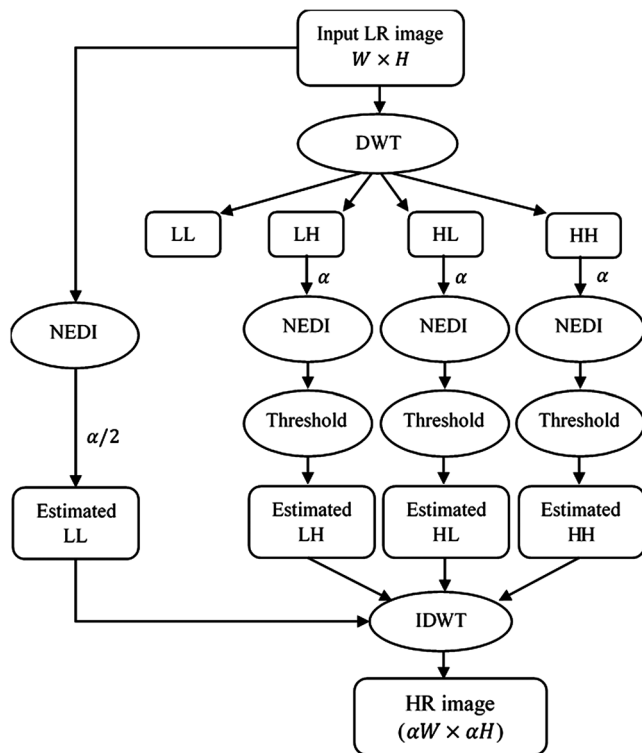 Input LR image
W × H
DWT
LL
LH
HL
HH
α
α
α
NEDI
NEDI
NEDI
NEDI
Threshold
Threshold
Threshold
α/2
Estimated
LL
Estimated
LH
Estimated
HL
Estimated
HH
IDWT
HR image
(αW × αH)